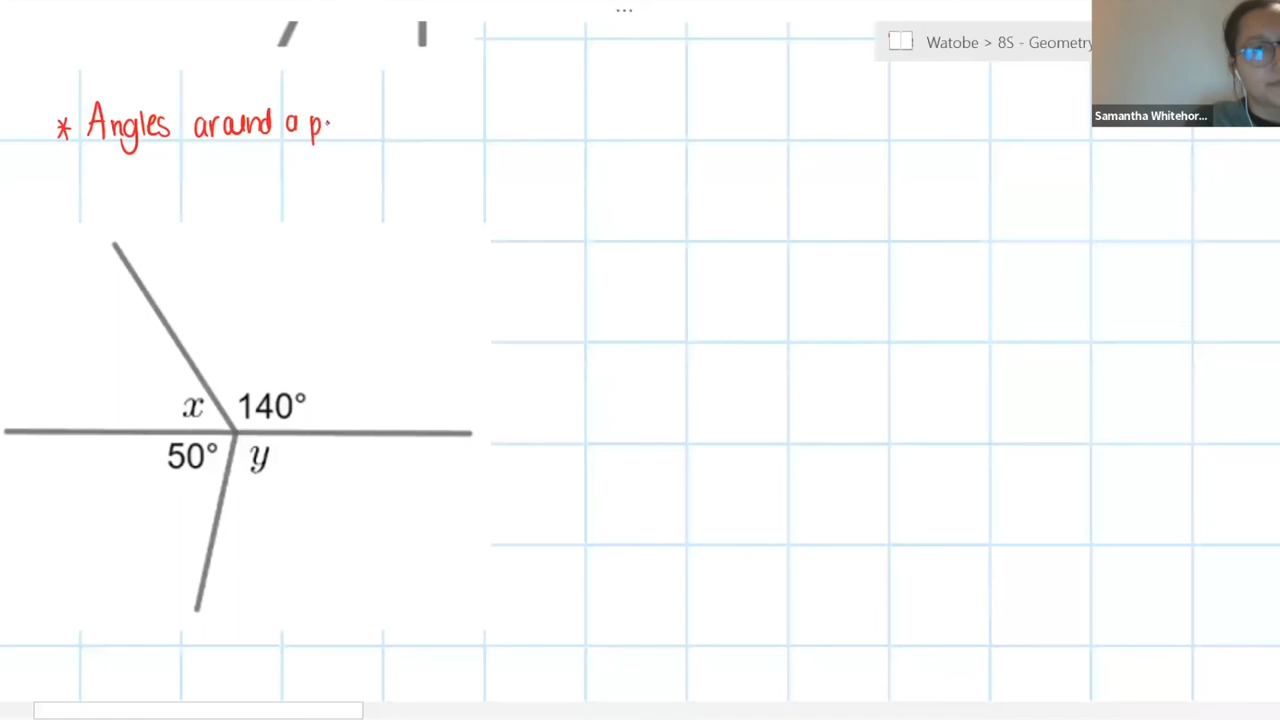 ...
Watobe > 8S - Geometry
Samantha Whitehor...
* Angles around a p
x 140°
50° y